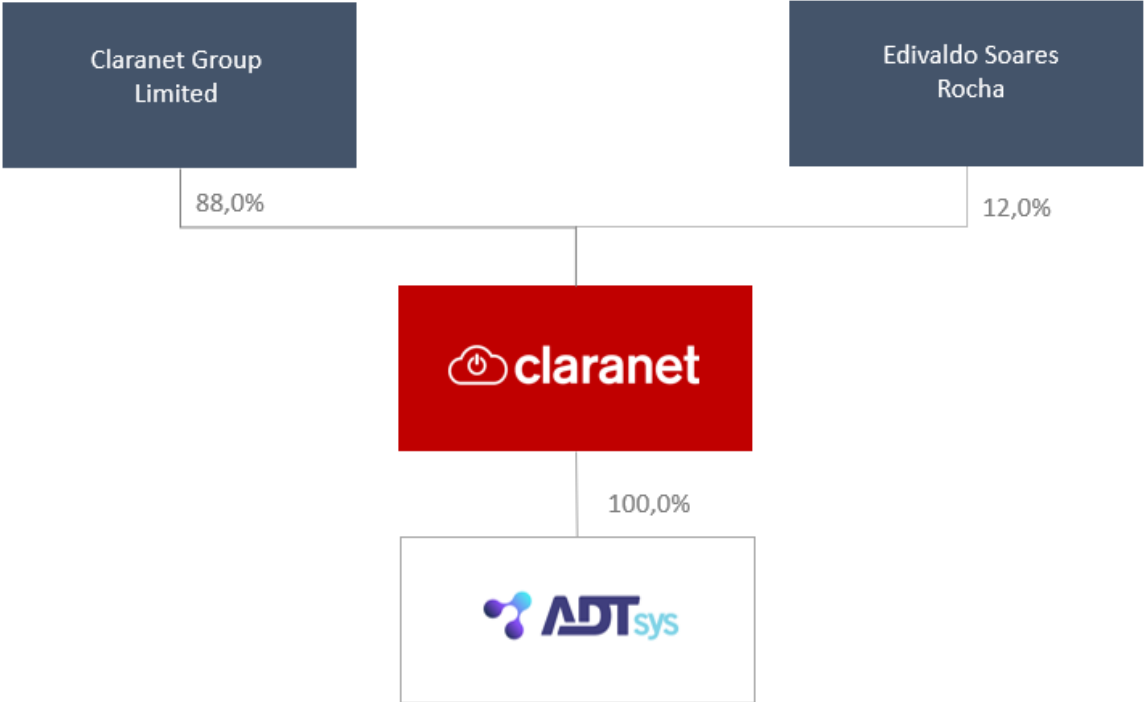 Claranet Group
Limited
Edivaldo Soares
Rocha
88,0%
12,0%
claranet
100,0%
ADTsys